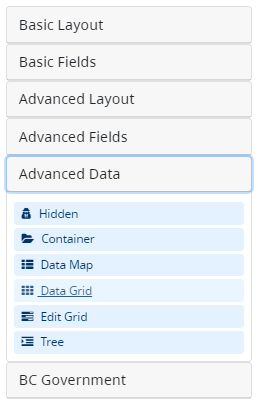 Basic Layout
Basic Fields
Advanced Layout
Advanced Fields
Advanced Data
Hidden
Container
Data Map
Data Grid
Edit Grid
Tree
BC Government